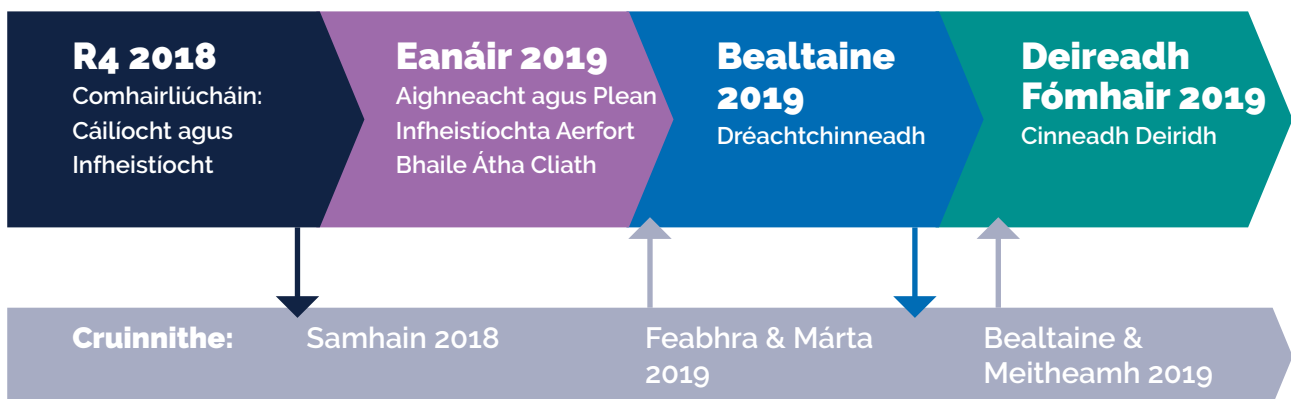 R4 2018
Comhairliúcháin:
Cáilíocht agus
Infheistíocht
Eanáir 2019
Aighneacht agus Plean
Infheistíochta Aerfort
Bhaile Átha Cliath
Bealtaine
2019
Dréachtchinneadh
Deireadh
Fómhair 2019
Cinneadh Deiridh
Cruinnithe:
Samhain 2018
Feabhra & Márta
2019
Bealtaine &
Meitheamh 2019